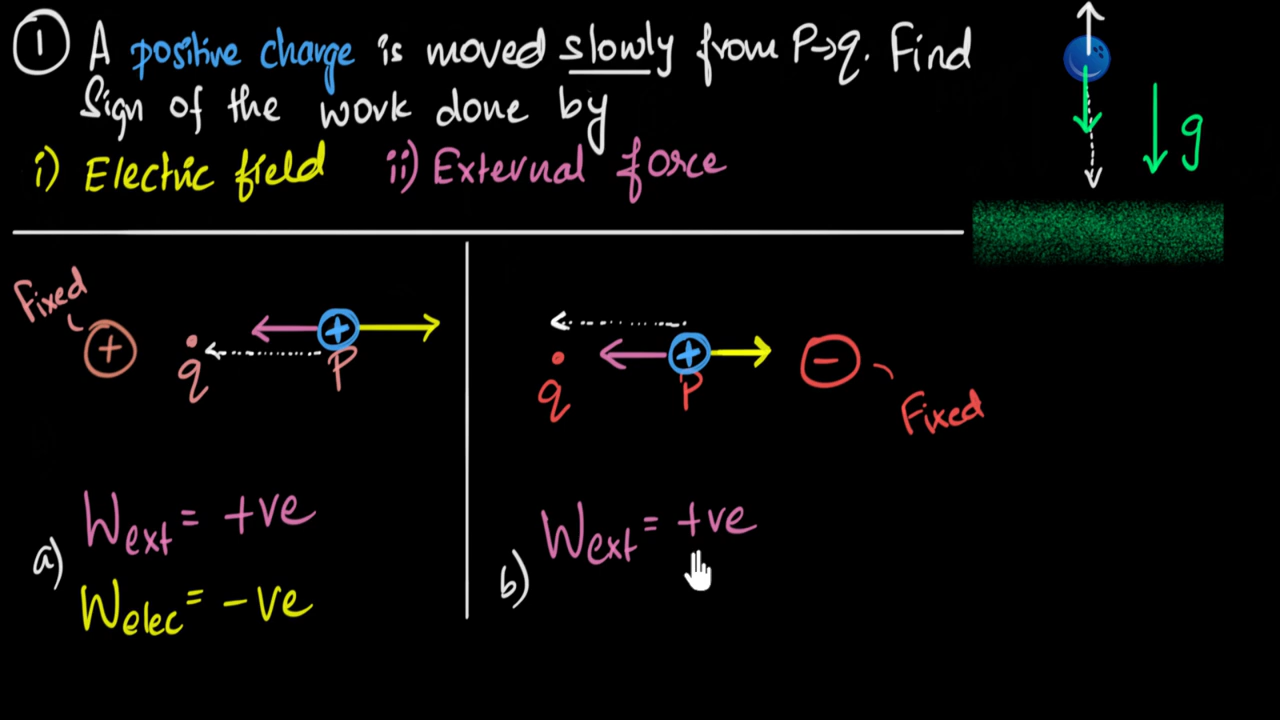 1 A positive charge is moved slowly from P→q. Find
Sign of the work done by
i) Electric field ii) External force
g
Fixed
+
q
+
P
q
+
P
−
Fixed
a)
Wext = +ve
Welec = -ve
b)
Wext = +ve